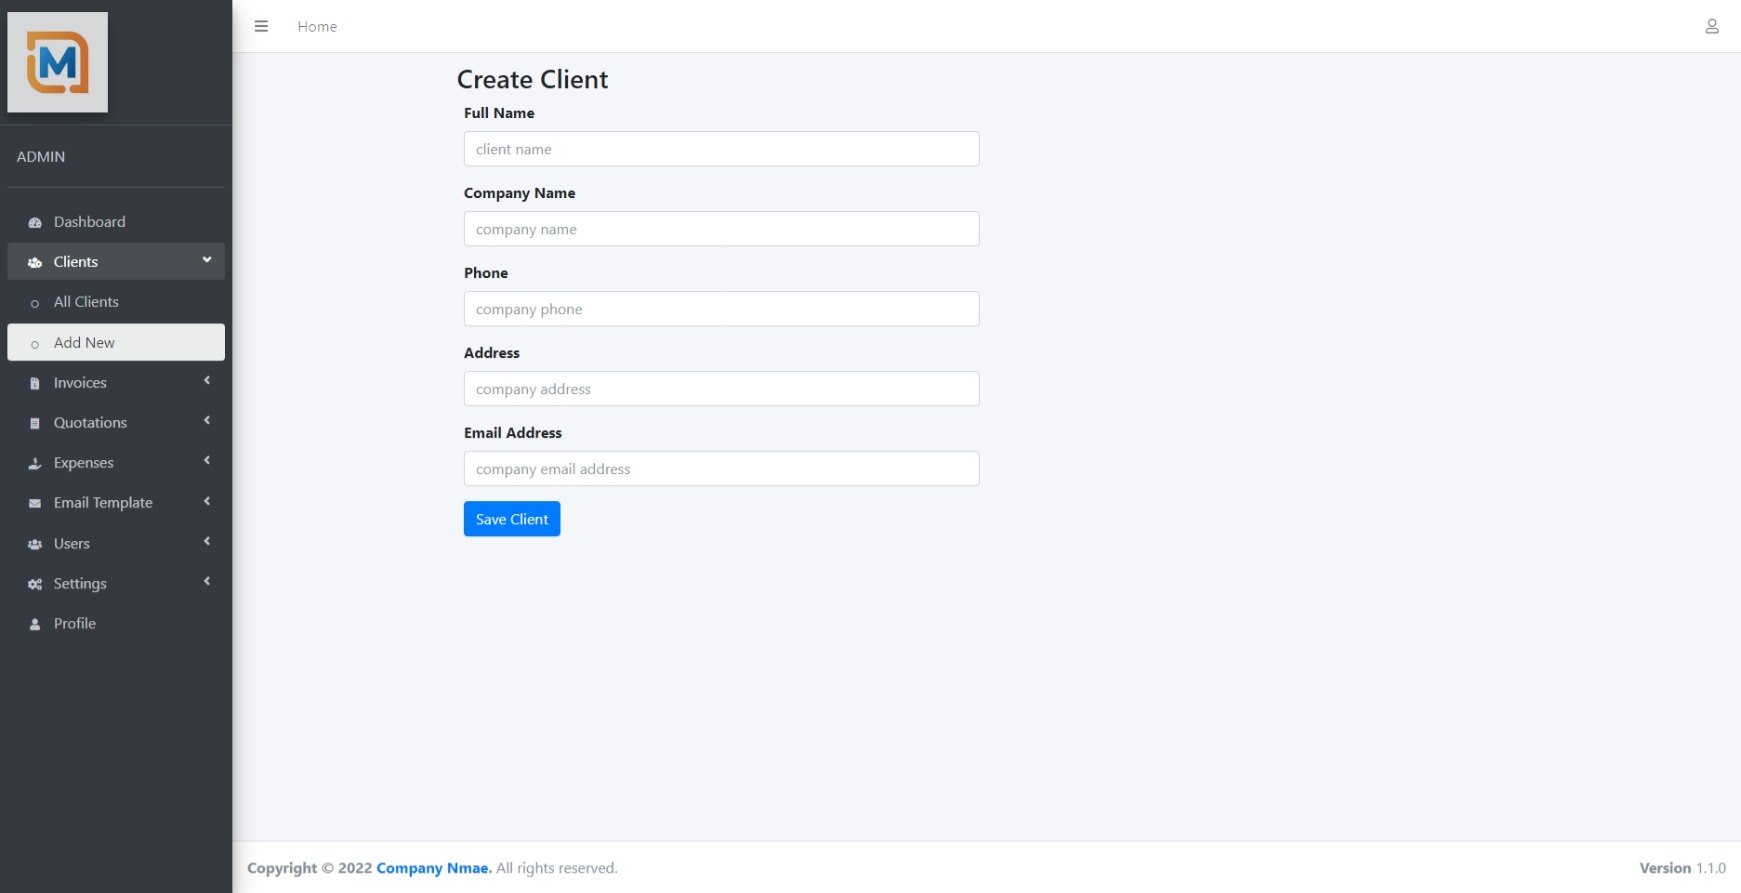 M
Home
ADMIN
Dashboard
Clients
All Clients
Add New
Invoices
Quotations
Expenses
Email Template
Users
Settings
Profile
Create Client
Full Name
client name
Company Name
company name
Phone
company phone
Address
company address
Email Address
company email address
Save Client
Copyright © 2022 Company Nmae. All rights reserved.
Version 1.1.0